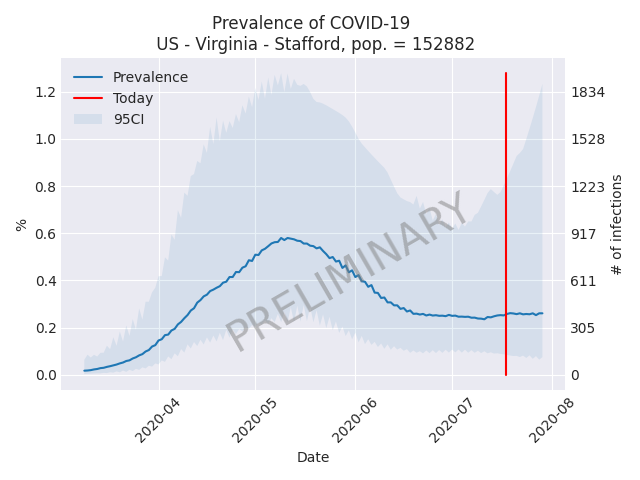 Prevalence of COVID-19
US - Virginia - Stafford, pop. = 152882
Prevalence
Today
95CI
%
1.2
1.0
0.8
0.6
0.4
0.2
0.0
1834
1528
1223
917
611
305
0
# of infections
PRELIMINARY
2020-04
2020-05
2020-06
2020-07
2020-08
Date